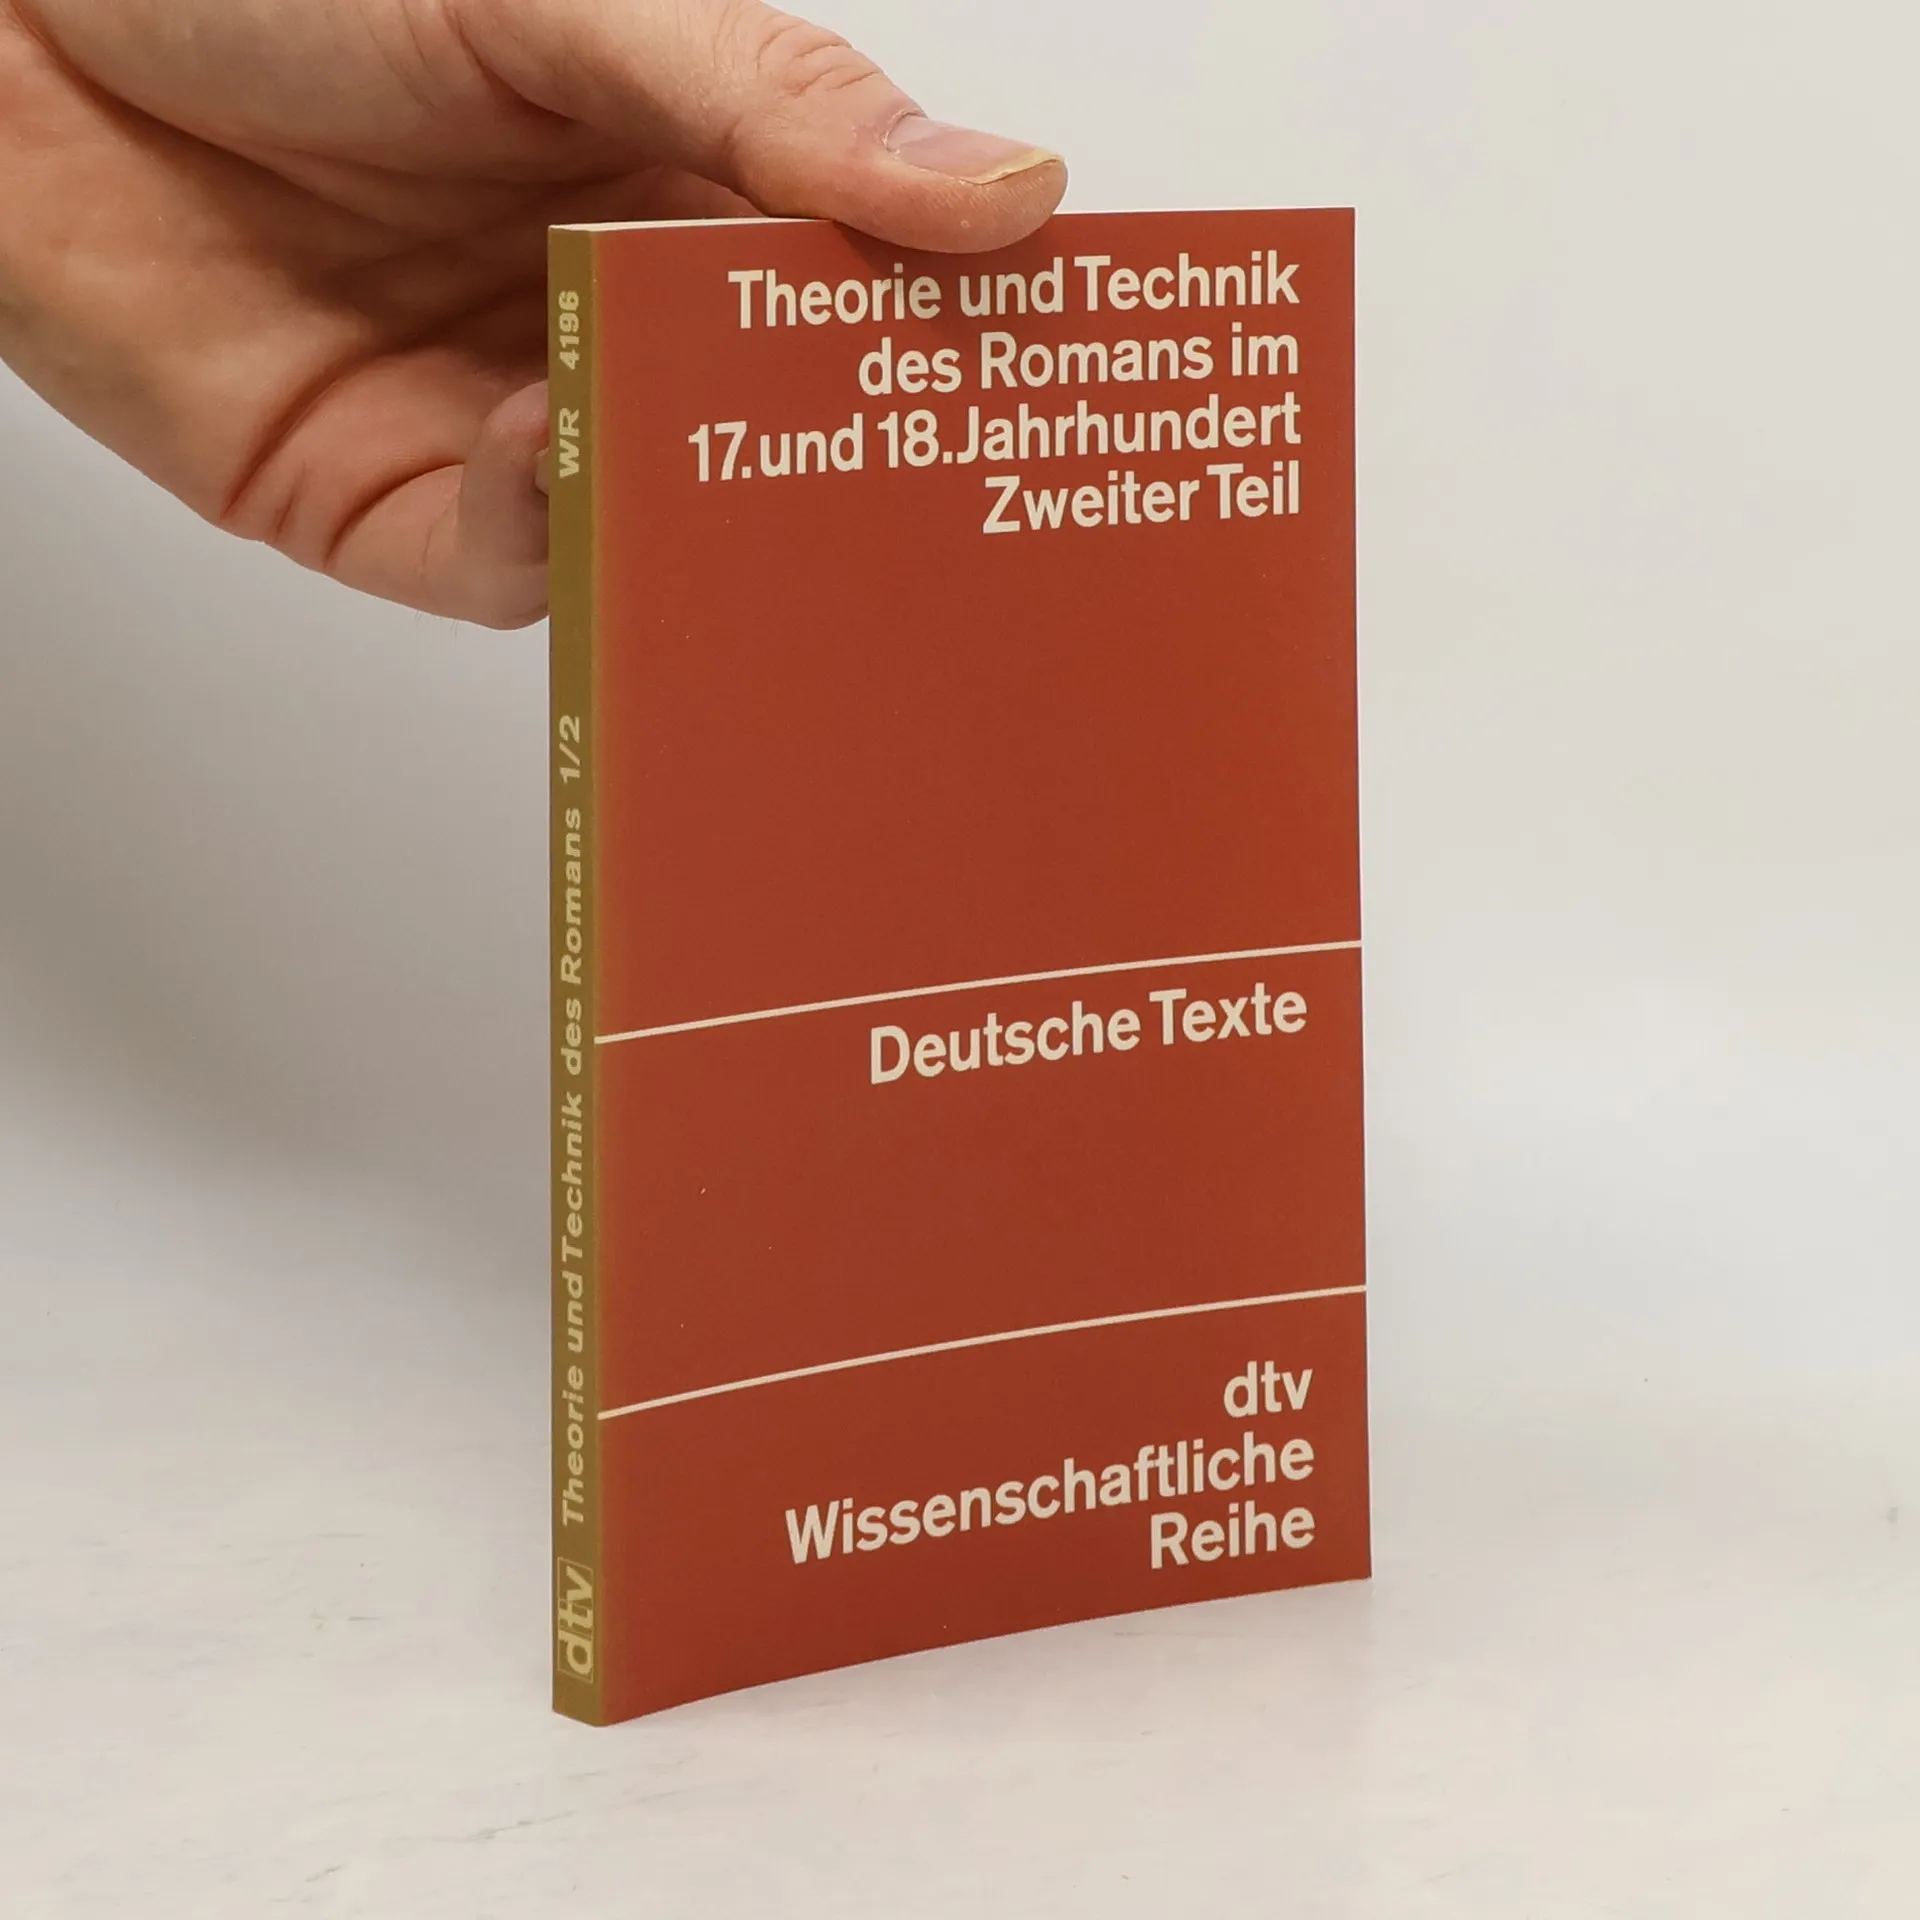 Theorie und Technik
des Romans im
17. und 18. Jahrhundert
Zweiter Teil
Deutsche Texte
dtv
Wissenschaftliche
Reihe
dtv Theorie und Technik des Romans 1/2 WR 4196